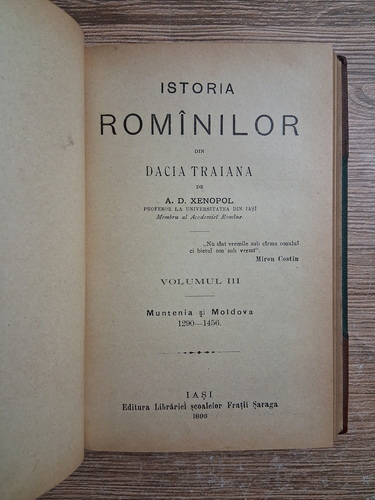 ISTORIA
ROMÎNILOR
DIN
DACIA TRAIANA
DE
A. D. XENOPOL
PROFESOR LA UNIVERSITATEA DIN IAȘI
Membru al Academiei Romîne.
„Nu sînt vremile sub cîrma omului
ci bietul om sub vremi".
Miron Costin
VOLUMUL III
Muntenia și Moldova
1290—1456.
IAȘI
Editura Librăriei școalelor Frații Șaraga
1896